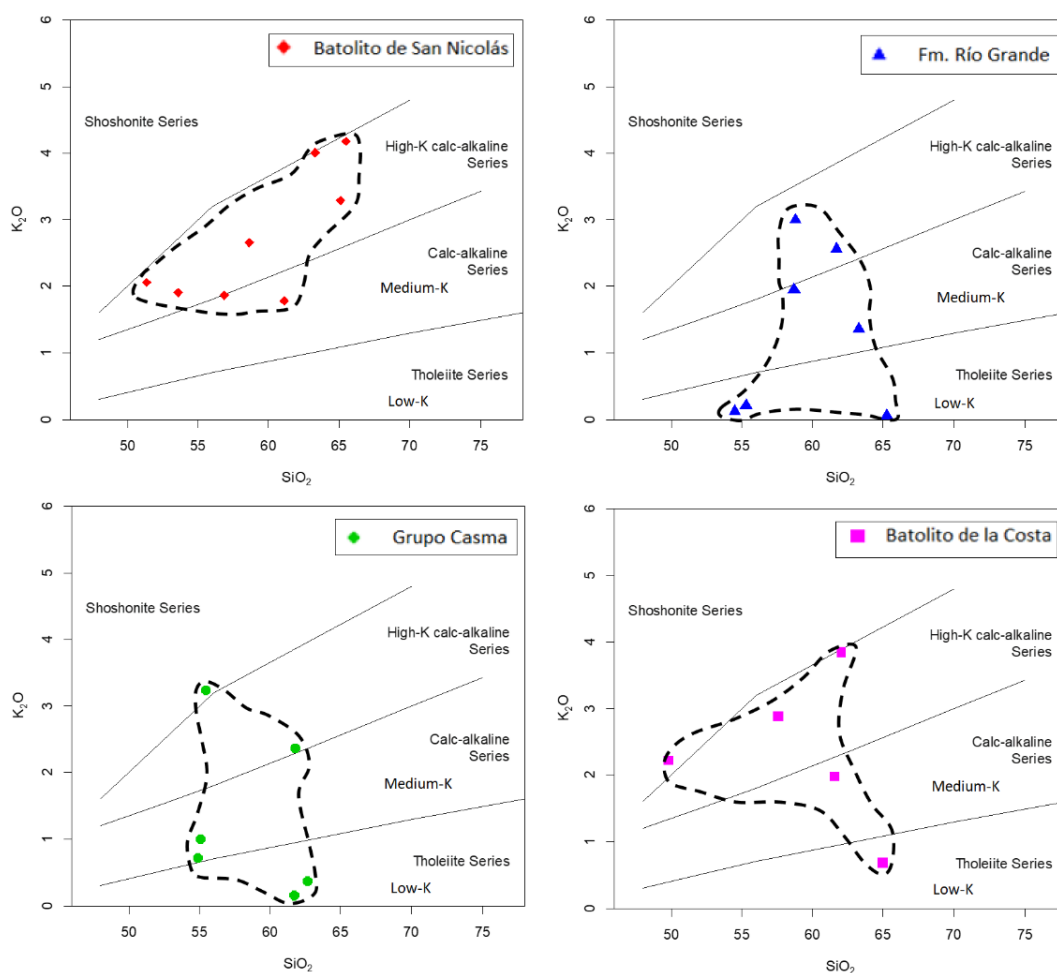 6
5
4
3
2
1
0
K₂O
Batolito de San Nicolás
Shoshonite Series
High-K calc-alkaline
Series
Calc-alkaline
Series
Medium-K
Tholeiite Series
Low-K
50
55
60
65
70
75
SiO₂
6
5
4
3
2
1
0
K₂O
Fm. Río Grande
Shoshonite Series
High-K calc-alkaline
Series
Calc-alkaline
Series
Medium-K
Tholeiite Series
Low-K
50
55
60
65
70
75
SiO₂
6
5
4
3
2
1
0
K₂O
Grupo Casma
Shoshonite Series
High-K calc-alkaline
Series
Calc-alkaline
Series
Medium-K
Tholeiite Series
Low-K
50
55
60
65
70
75
SiO₂
6
5
4
3
2
1
0
K₂O
Batolito de la Costa
Shoshonite Series
High-K calc-alkaline
Series
Calc-alkaline
Series
Medium-K
Tholeiite Series
Low-K
50
55
60
65
70
75
SiO₂